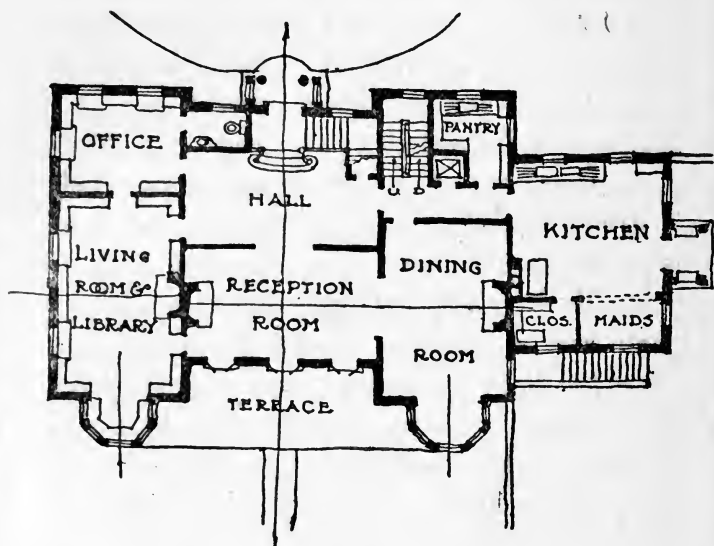 OFFICE
PANTRY
HALL
U D
KITCHEN
LIVING
ROOM &
LIBRARY
RECEPTION
ROOM
DINING
ROOM
CLOS.
MAIDS
TERRACE